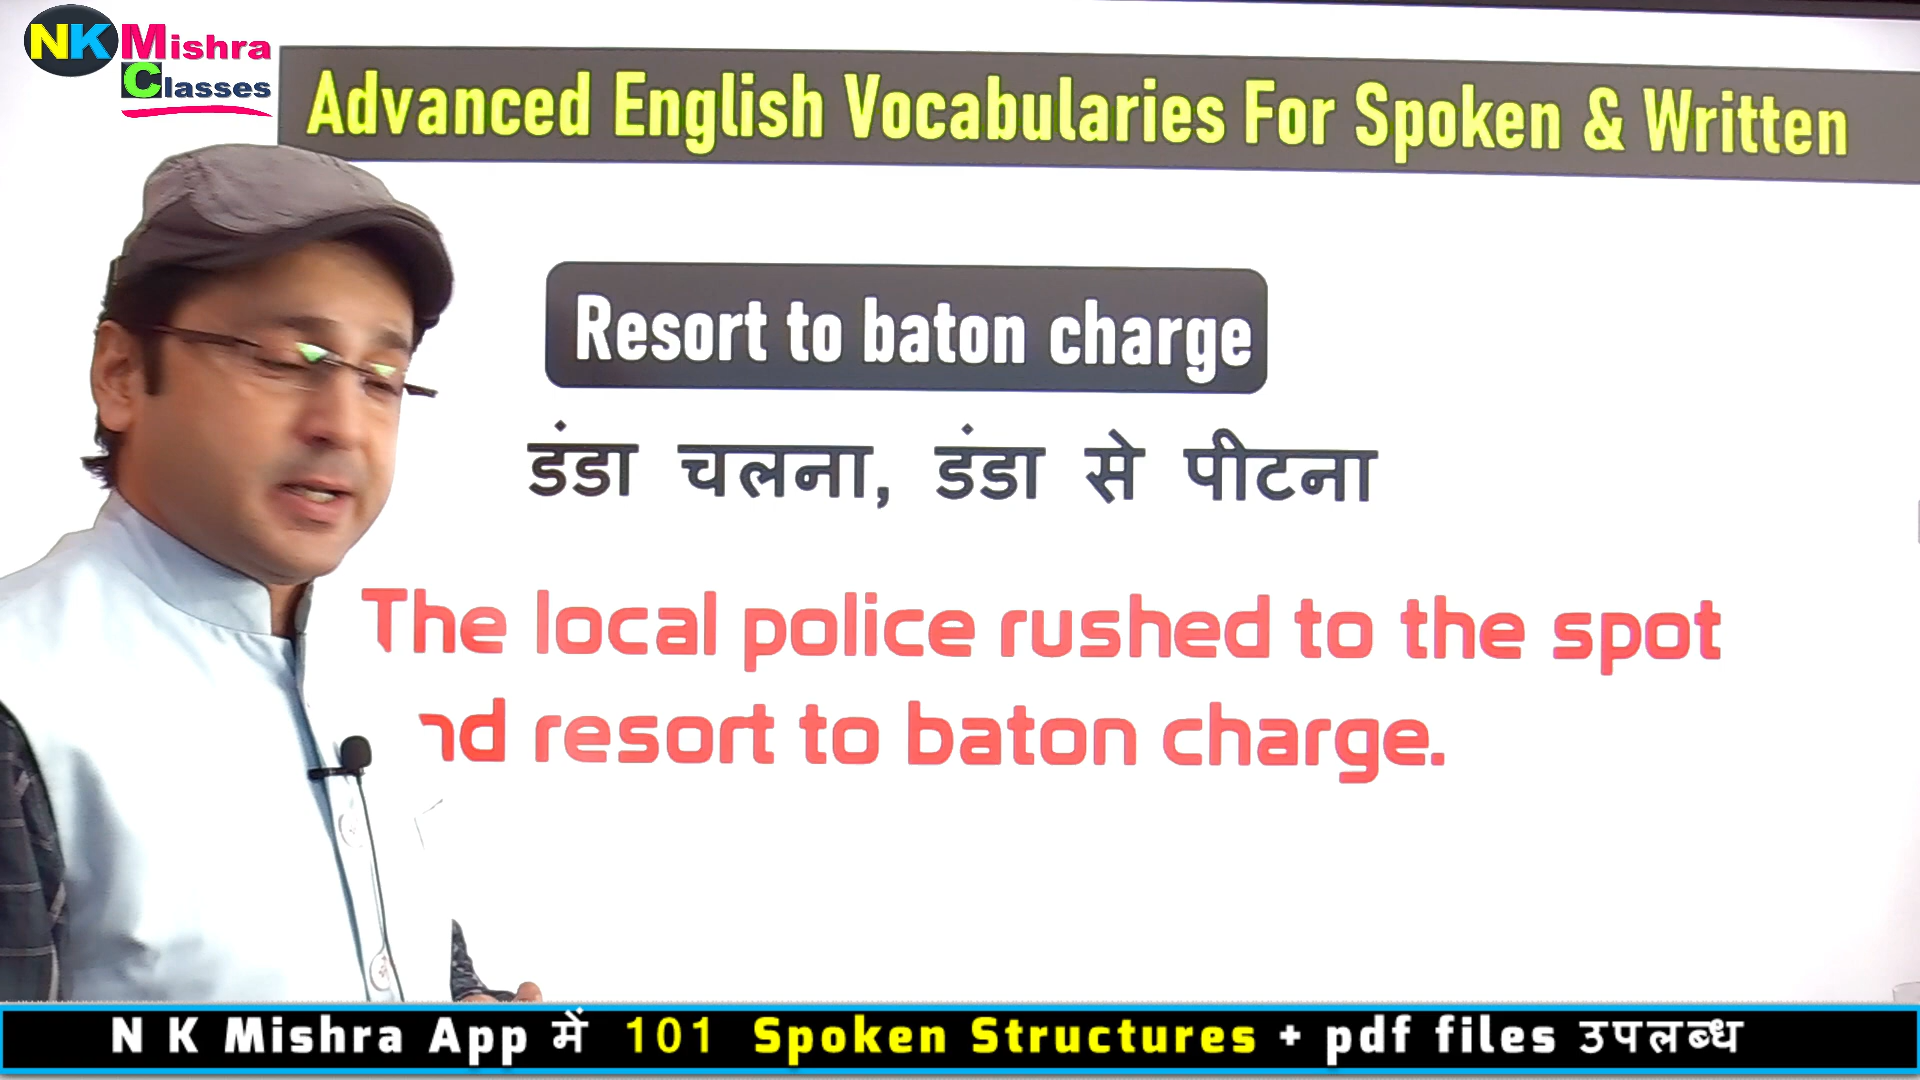 NK Mishra
Classes
Advanced English Vocabularies For Spoken & Written
Resort to baton charge
डंडा चलना, डंडा से पीटना
The local police rushed to the spot
nd resort to baton charge.
N K Mishra App में 101 Spoken Structures + pdf files उपलब्ध